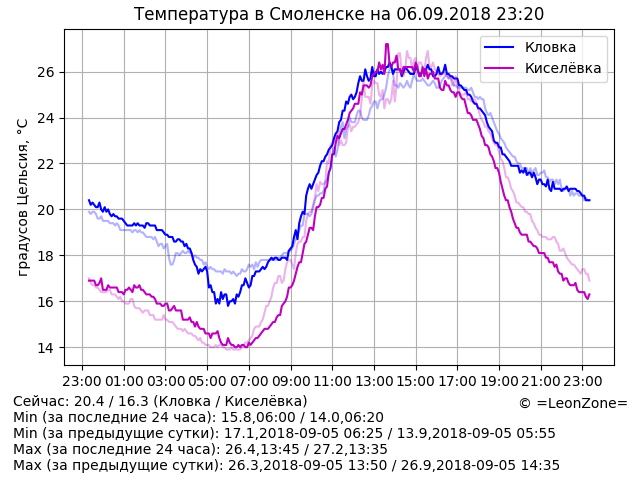 Температура в Смоленске на 06.09.2018 23:20
Кловка
Киселёвка
градусов Цельсия, °C
26
24
22
20
18
16
14
23:00 01:00 03:00 05:00 07:00 09:00 11:00 13:00 15:00 17:00 19:00 21:00 23:00
Сейчас: 20.4 / 16.3 (Кловка / Киселёвка)
© =LeonZone=
Min (за последние 24 часа): 15.8,06:00 / 14.0,06:20
Min (за предыдущие сутки): 17.1,2018-09-05 06:25 / 13.9,2018-09-05 05:55
Max (за последние 24 часа): 26.4,13:45 / 27.2,13:35
Max (за предыдущие сутки): 26.3,2018-09-05 13:50 / 26.9,2018-09-05 14:35